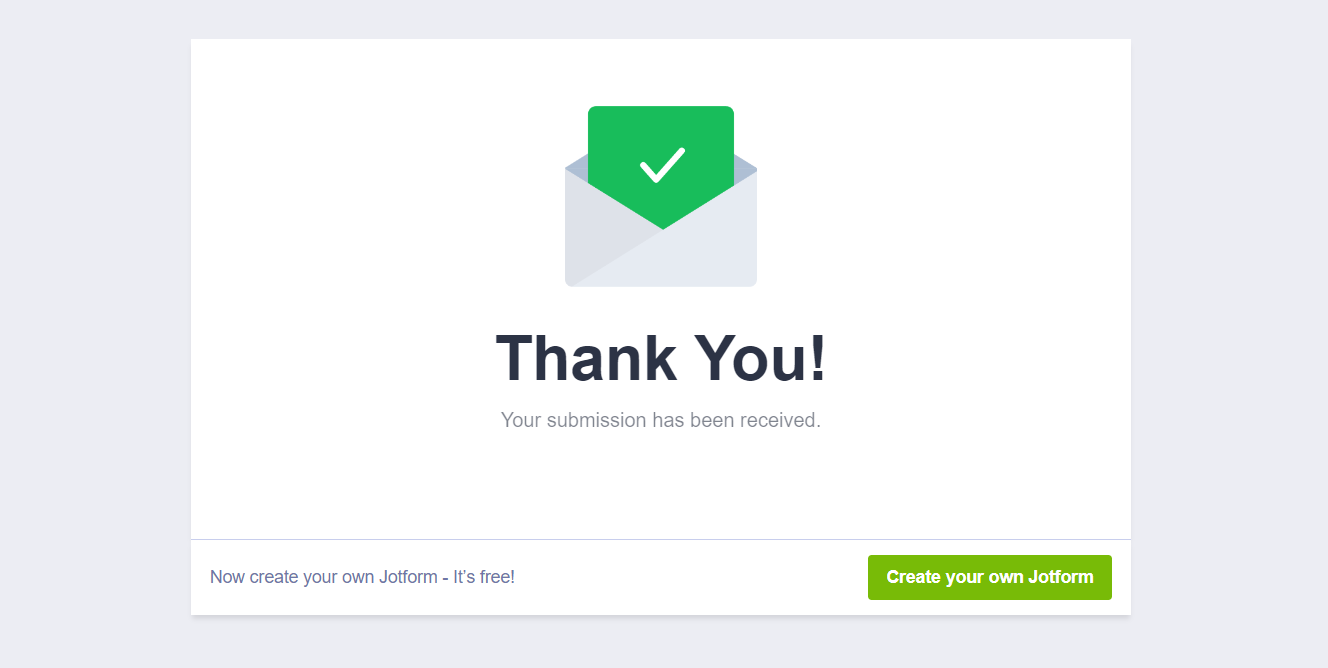 Thank You!
Your submission has been received.
Now create your own Jotform - It’s free!
Create your own Jotform